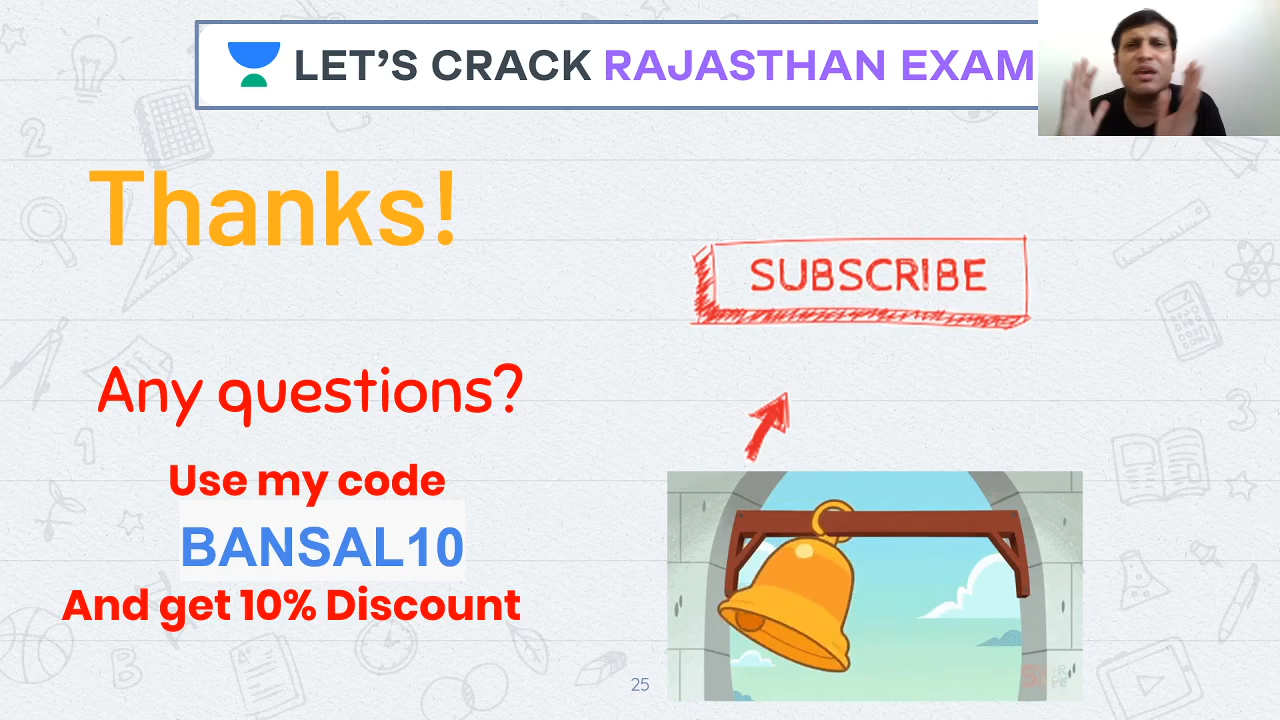 LET'S CRACK RAJASTHAN EXAM
Thanks!
SUBSCRIBE
Any questions?
Use my code
BANSAL10
And get 10% Discount
25